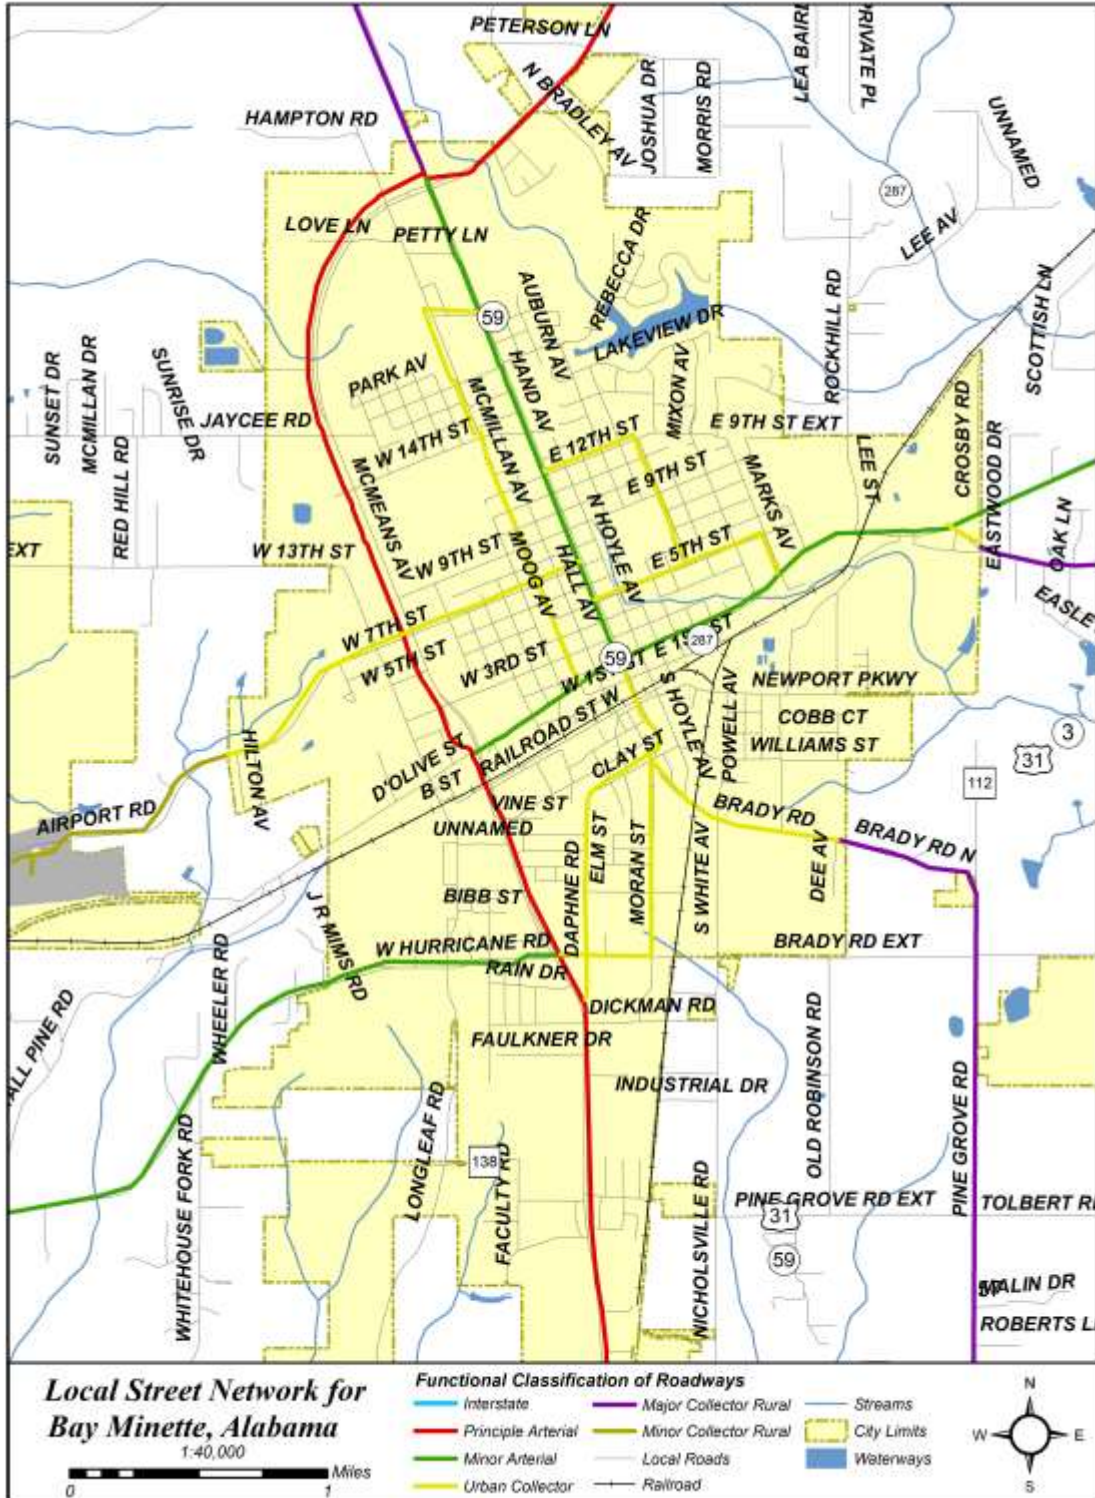 PETERSON LN
N BRADLEY AV
JOSHUA DR
MORRIS RD
PRIVATE PL
UNNAMED
HAMPTON RD
287
LEE AV
LOVE LN
PETTY LN
REBECCA DR
AUBURN AV
LAKEVIEW DR
ROCKHILL RD
SCOTTISH LN
59
HAND AV
MIXON AV
SUNSET DR
MCMILLAN DR
SUNRISE DR
PARK AV
MCMILLAN AV
JAYCEE RD
RED HILL RD
W 14TH ST
E 12TH ST
E 9TH ST EXT
CROSBY RD
EASTWOOD DR
LEE ST
MCMEANS AV
E 9TH ST
MARKS AV
N HOYLE AV
OAK LN
EXT
W 13TH ST
W 9TH ST
MOOG AV
HALL AV
E 5TH ST
W 7TH ST
W 5TH ST
W 3RD ST
W 1ST ST
59
E 1ST ST
287
NEWPORT PKWY
S HOYLE AV
POWELL AV
COBB CT
WILLIAMS ST
3
31
112
HILTON AV
D'OLIVE ST
B ST
RAILROAD ST W
CLAY ST
AIRPORT RD
VINE ST
UNNAMED
BRADY RD
BRADY RD N
ELM ST
DAPHNE RD
MORAN ST
S WHITE AV
DEE AV
BIBB ST
J R MIMS RD
W HURRICANE RD
BRADY RD EXT
RAIN DR
WHEELER RD
DICKMAN RD
FAULKNER DR
INDUSTRIAL DR
OLD ROBINSON RD
PINE GROVE RD
LONGLEAF RD
WHITEHOUSE FORK RD
138
FACULTY RD
NICHOLSVILLE RD
PINE GROVE RD EXT
TOLBERT R
31
59
MALIN DR
ROBERTS L
Local Street Network for
Bay Minette, Alabama
1:40,000
Miles
0 1
Functional Classification of Roadways
Interstate
Principle Arterial
Minor Arterial
Urban Collector
Major Collector Rural
Minor Collector Rural
Local Roads
Railroad
Streams
City Limits
Waterways
N
W E
S